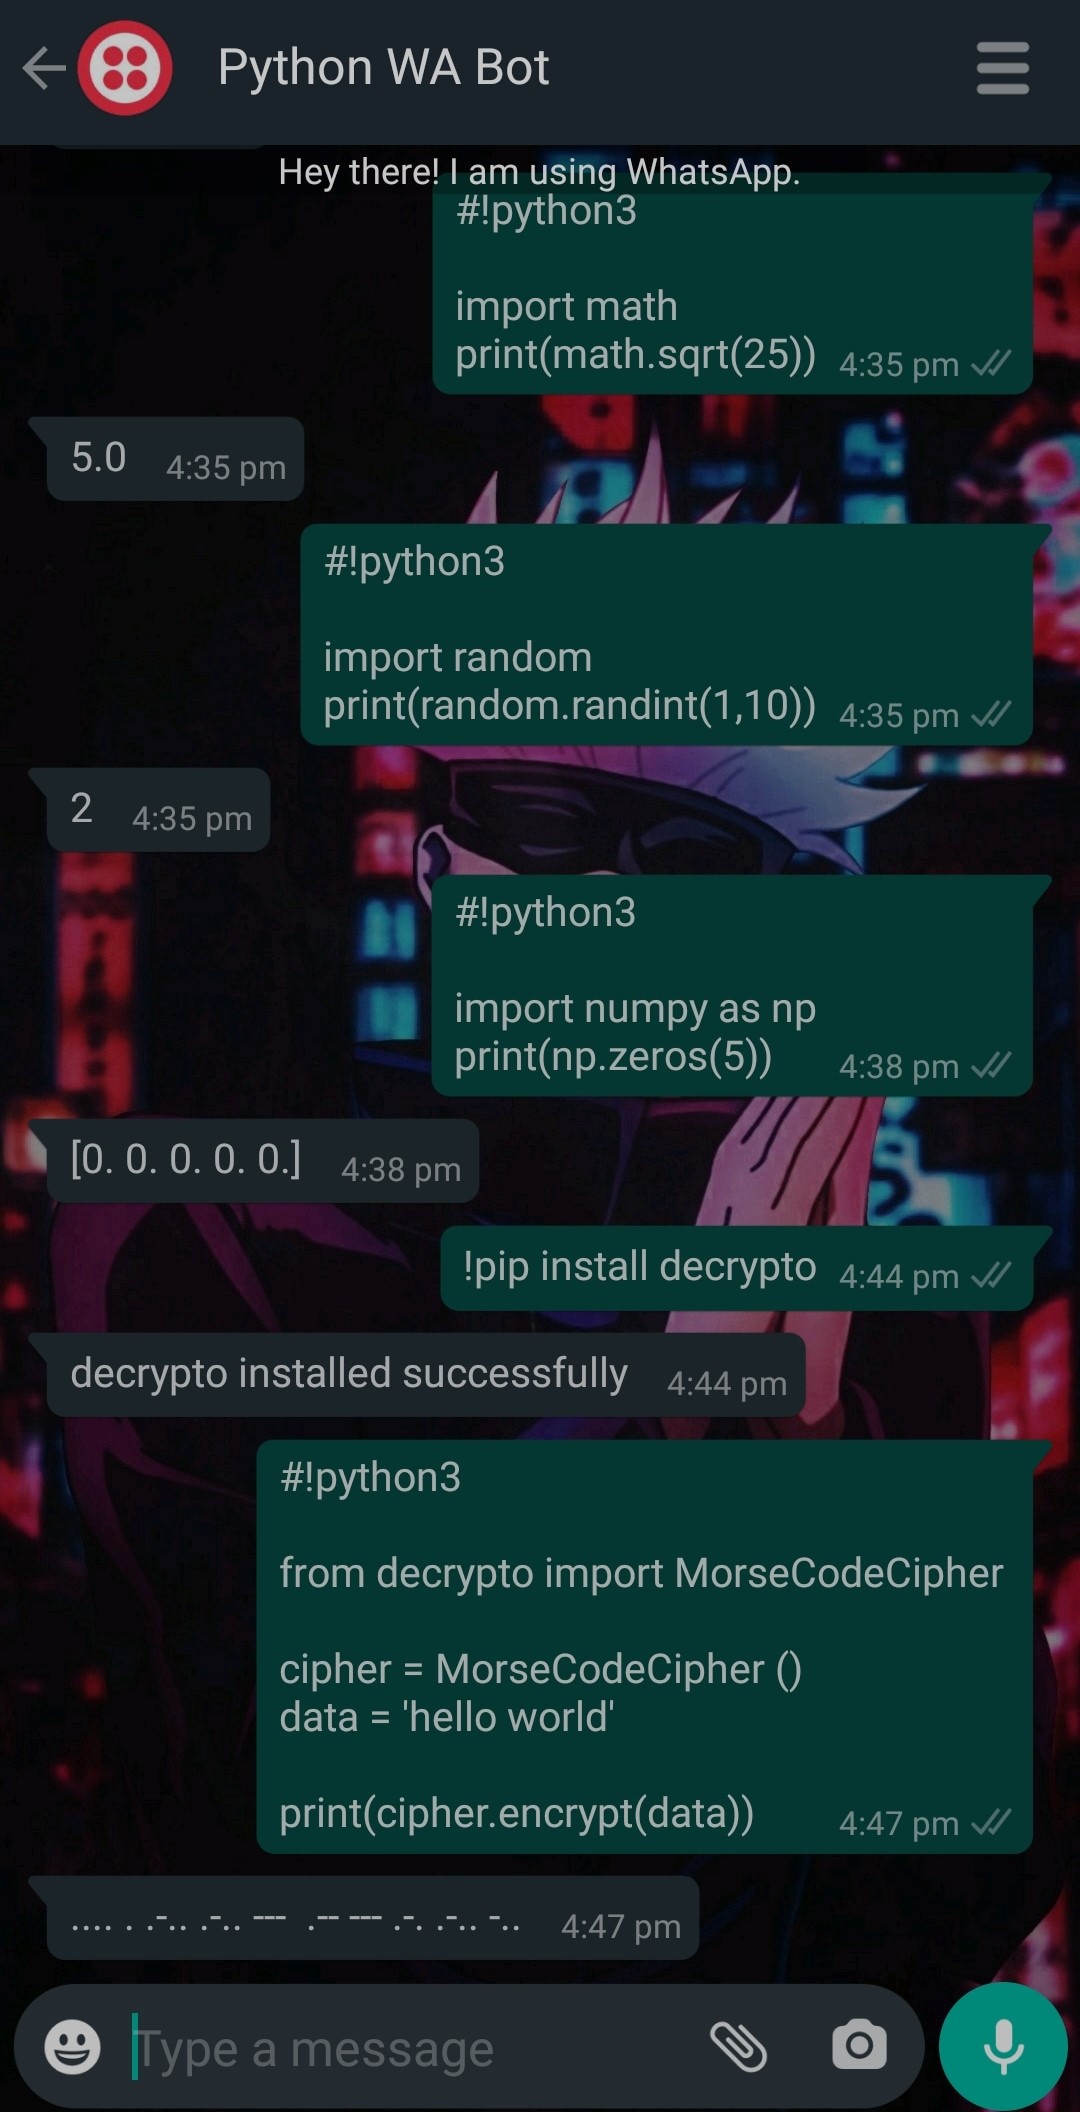 Python WA Bot
Hey there! I am using WhatsApp.
#!python3
import math
print(math.sqrt(25)) 4:35 pm
5.0 4:35 pm
#!python3
import random
print(random.randint(1,10)) 4:35 pm
2 4:35 pm
#!python3
import numpy as np
print(np.zeros(5)) 4:38 pm
[0. 0. 0. 0. 0.] 4:38 pm
!pip install decrypto 4:44 pm
decrypto installed successfully 4:44 pm
#!python3
from decrypto import MorseCodeCipher
cipher = MorseCodeCipher ()
data = 'hello world'
print(cipher.encrypt(data)) 4:47 pm
.... . .-.. .-.. ---  .-- --- .-. .-.. -.. 4:47 pm
Type a message